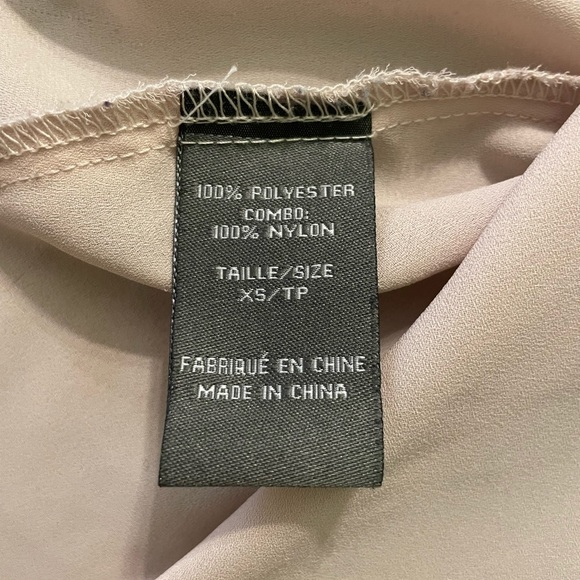 100% POLYESTER
COMBO:
100% NYLON
TAILLE/SIZE
XS/TP
FABRIQUÉ EN CHINE
MADE IN CHINA